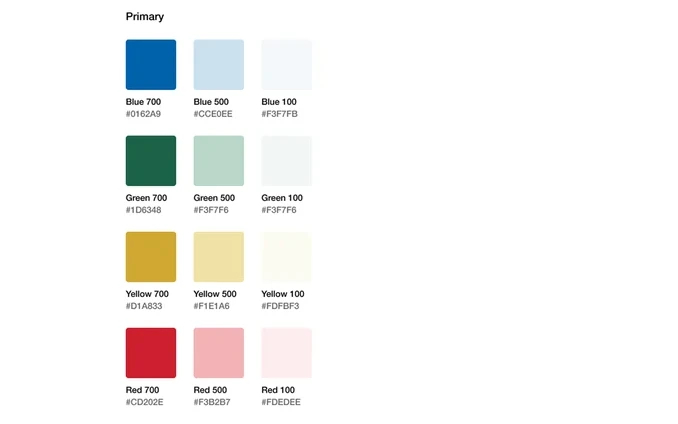 Primary
Blue 700 Blue 500 Blue 100
#0162A9 #CCE0EE #F3F7FB
Green 700 Green 500 Green 100
#1D6348 #F3F7F6 #F3F7F6
Yellow 700 Yellow 500 Yellow 100
#D1A833 #F1E1A6 #FDFBF3
Red 700 Red 500 Red 100
#CD202E #F3B2B7 #FDEDEE